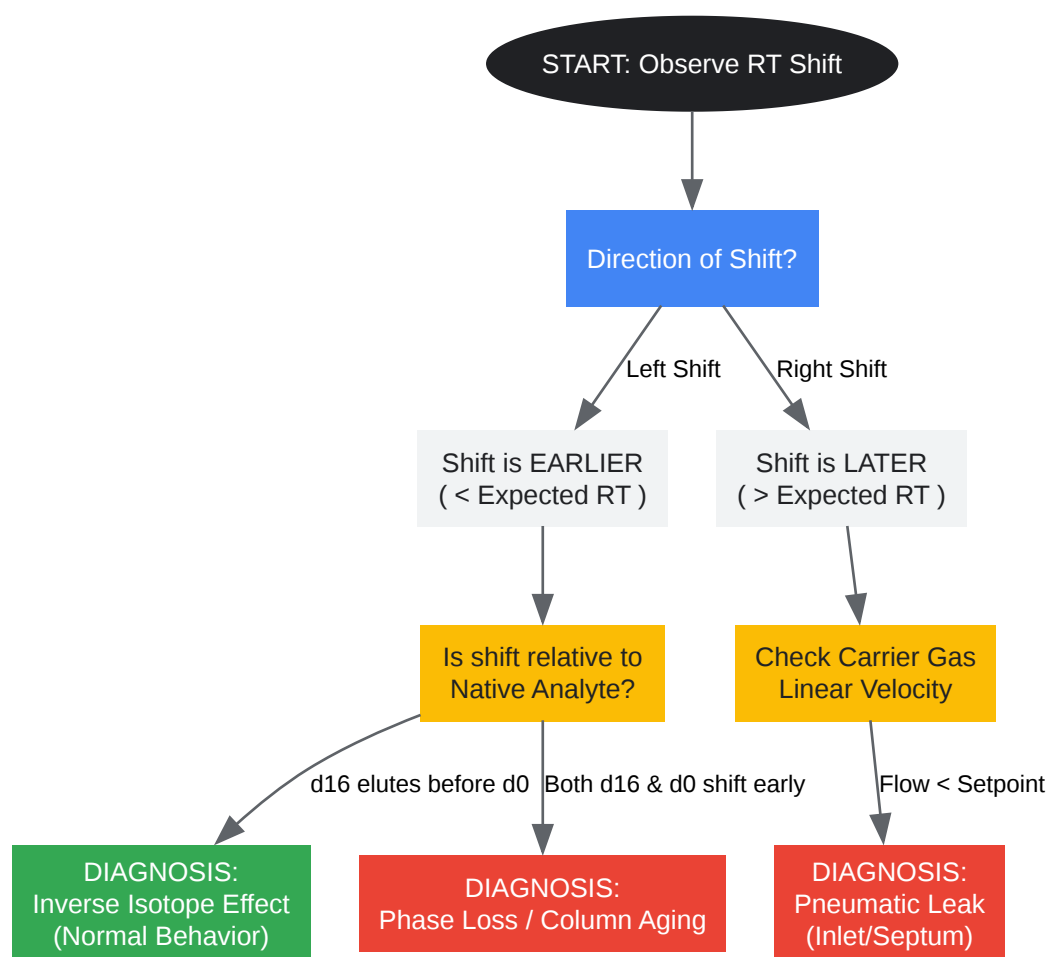 START: Observe RT Shift
Direction of Shift?
Left Shift
Right Shift
Shift is EARLIER
( < Expected RT )
Shift is LATER
( > Expected RT )
Is shift relative to
Native Analyte?
Check Carrier Gas
Linear Velocity
d16 elutes before d0
Both d16 & d0 shift early
Flow < Setpoint
DIAGNOSIS:
Inverse Isotope Effect
(Normal Behavior)
DIAGNOSIS:
Phase Loss / Column Aging
DIAGNOSIS:
Pneumatic Leak
(Inlet/Septum)